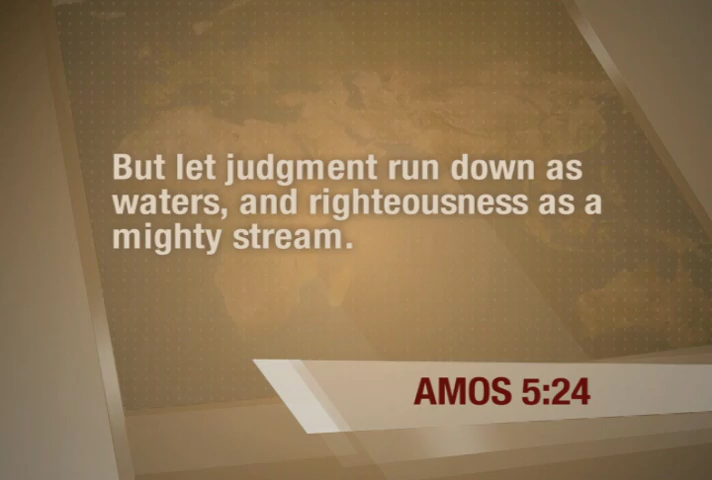 But let judgment run down as
waters, and righteousness as a
mighty stream.
AMOS 5:24